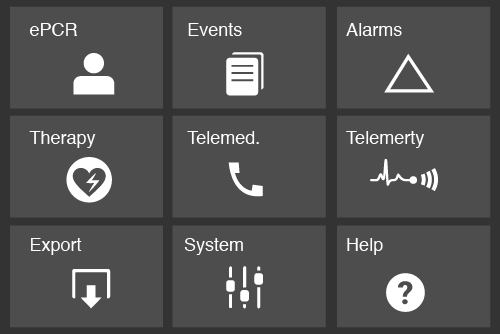 ePCR
Events
Alarms
Therapy
Telemed.
Telemerty
Export
System
Help
?